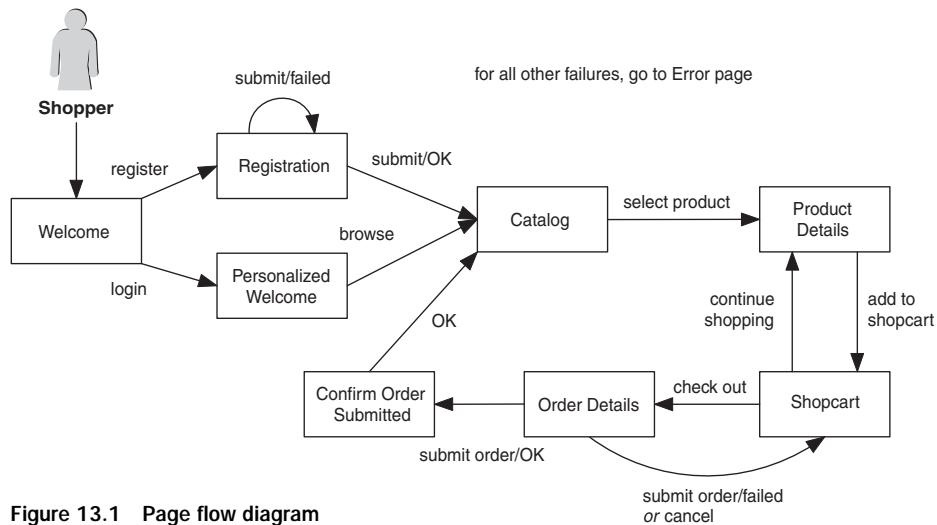 Shopper
submit/failed
for all other failures, go to Error page
register
Registration
submit/OK
Welcome
Catalog
select product
Product
Details
browse
login
Personalized
Welcome
OK
continue
shopping
add to
shopcart
Confirm Order
Submitted
Order Details
check out
Shopcart
submit order/OK
submit order/failed
or cancel
Figure 13.1 Page flow diagram